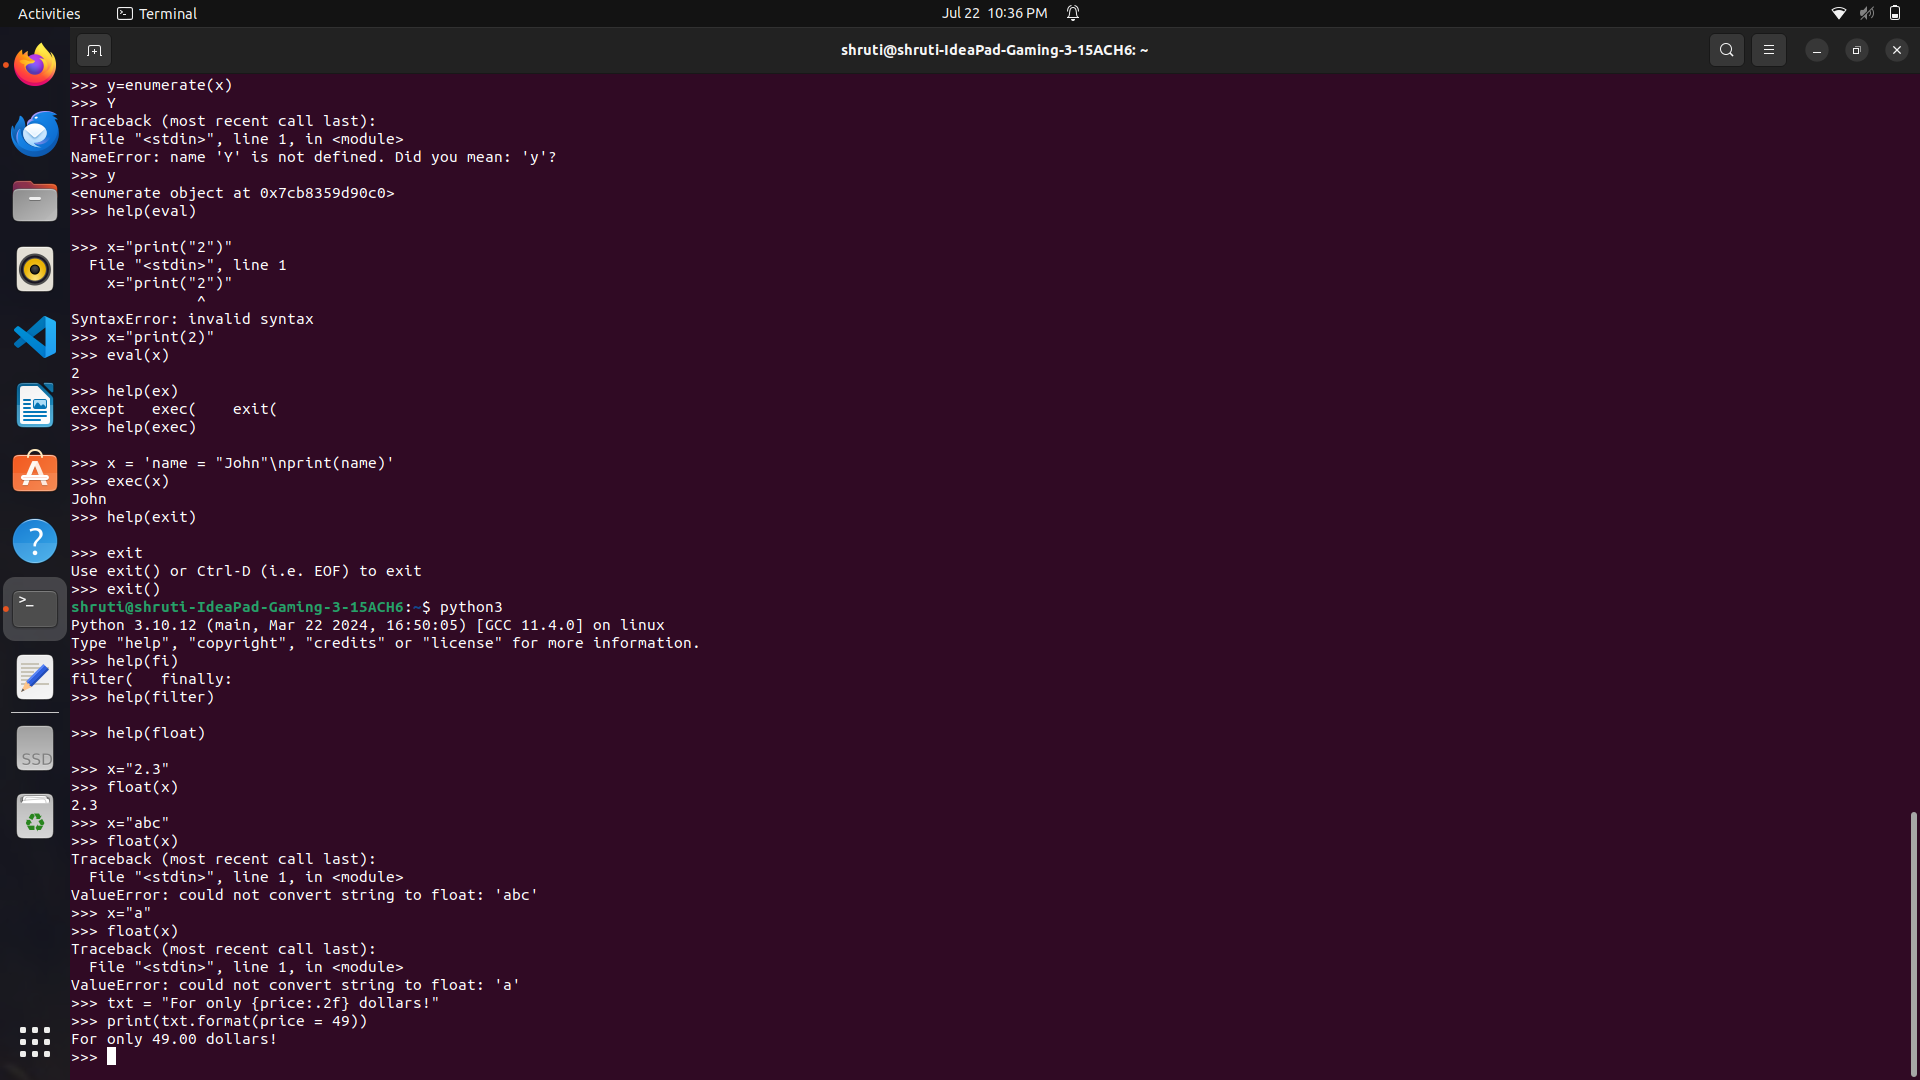 Activities
Terminal
Jul 22 10:36 PM
shruti@shruti-IdeaPad-Gaming-3-15ACH6: ~
>>> y=enumerate(x)
>>> Y
Traceback (most recent call last):
  File "<stdin>", line 1, in <module>
NameError: name 'Y' is not defined. Did you mean: 'y'?
>>> y
<enumerate object at 0x7cb8359d90c0>
>>> help(eval)

>>> x="print("2")"
  File "<stdin>", line 1
    x="print("2")"
              ^
SyntaxError: invalid syntax
>>> x="print(2)"
>>> eval(x)
2
>>> help(ex)
except   exec(    exit(
>>> help(exec)

>>> x = 'name = "John"\nprint(name)'
>>> exec(x)
John
>>> help(exit)

>>> exit
Use exit() or Ctrl-D (i.e. EOF) to exit
>>> exit()
shruti@shruti-IdeaPad-Gaming-3-15ACH6:~$ python3
Python 3.10.12 (main, Mar 22 2024, 16:50:05) [GCC 11.4.0] on linux
Type "help", "copyright", "credits" or "license" for more information.
>>> help(fi)
filter(   finally:
>>> help(filter)

>>> help(float)

>>> x="2.3"
>>> float(x)
2.3
>>> x="abc"
>>> float(x)
Traceback (most recent call last):
  File "<stdin>", line 1, in <module>
ValueError: could not convert string to float: 'abc'
>>> x="a"
>>> float(x)
Traceback (most recent call last):
  File "<stdin>", line 1, in <module>
ValueError: could not convert string to float: 'a'
>>> txt = "For only {price:.2f} dollars!"
>>> print(txt.format(price = 49))
For only 49.00 dollars!
>>>
SSD